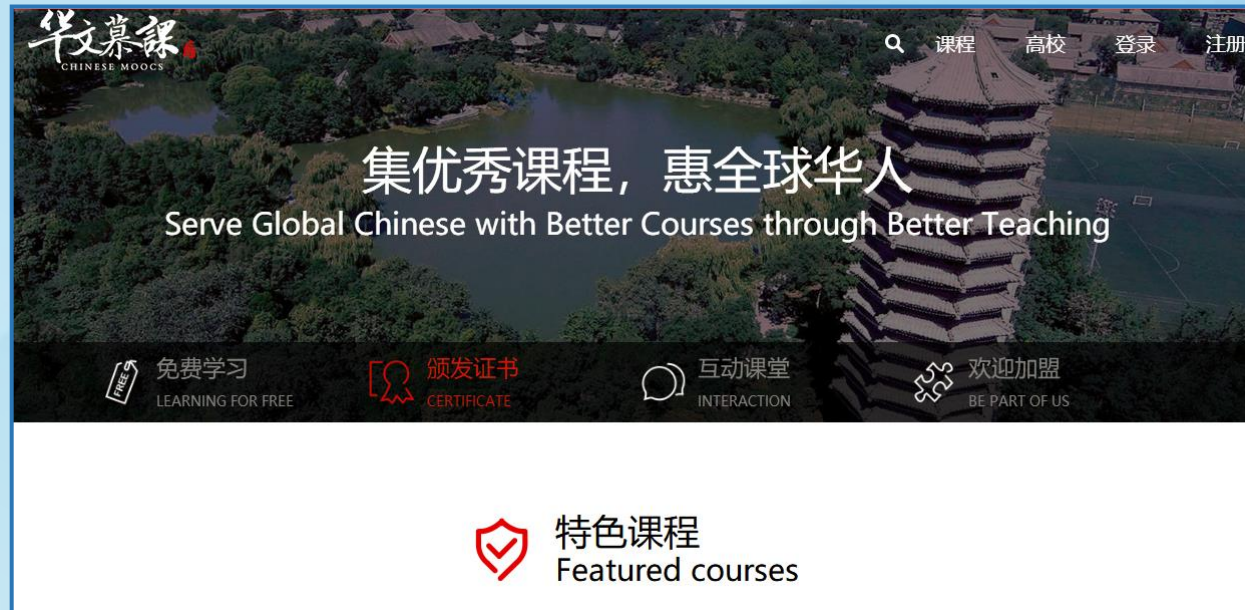 华文慕課
CHINESE MOOCS
课程 高校 登录 注册
集优秀课程，惠全球华人
Serve Global Chinese with Better Courses through Better Teaching
FREE
免费学习
LEARNING FOR FREE
颁发证书
CERTIFICATE
互动课堂
INTERACTION
欢迎加盟
BE PART OF US
特色课程
Featured courses